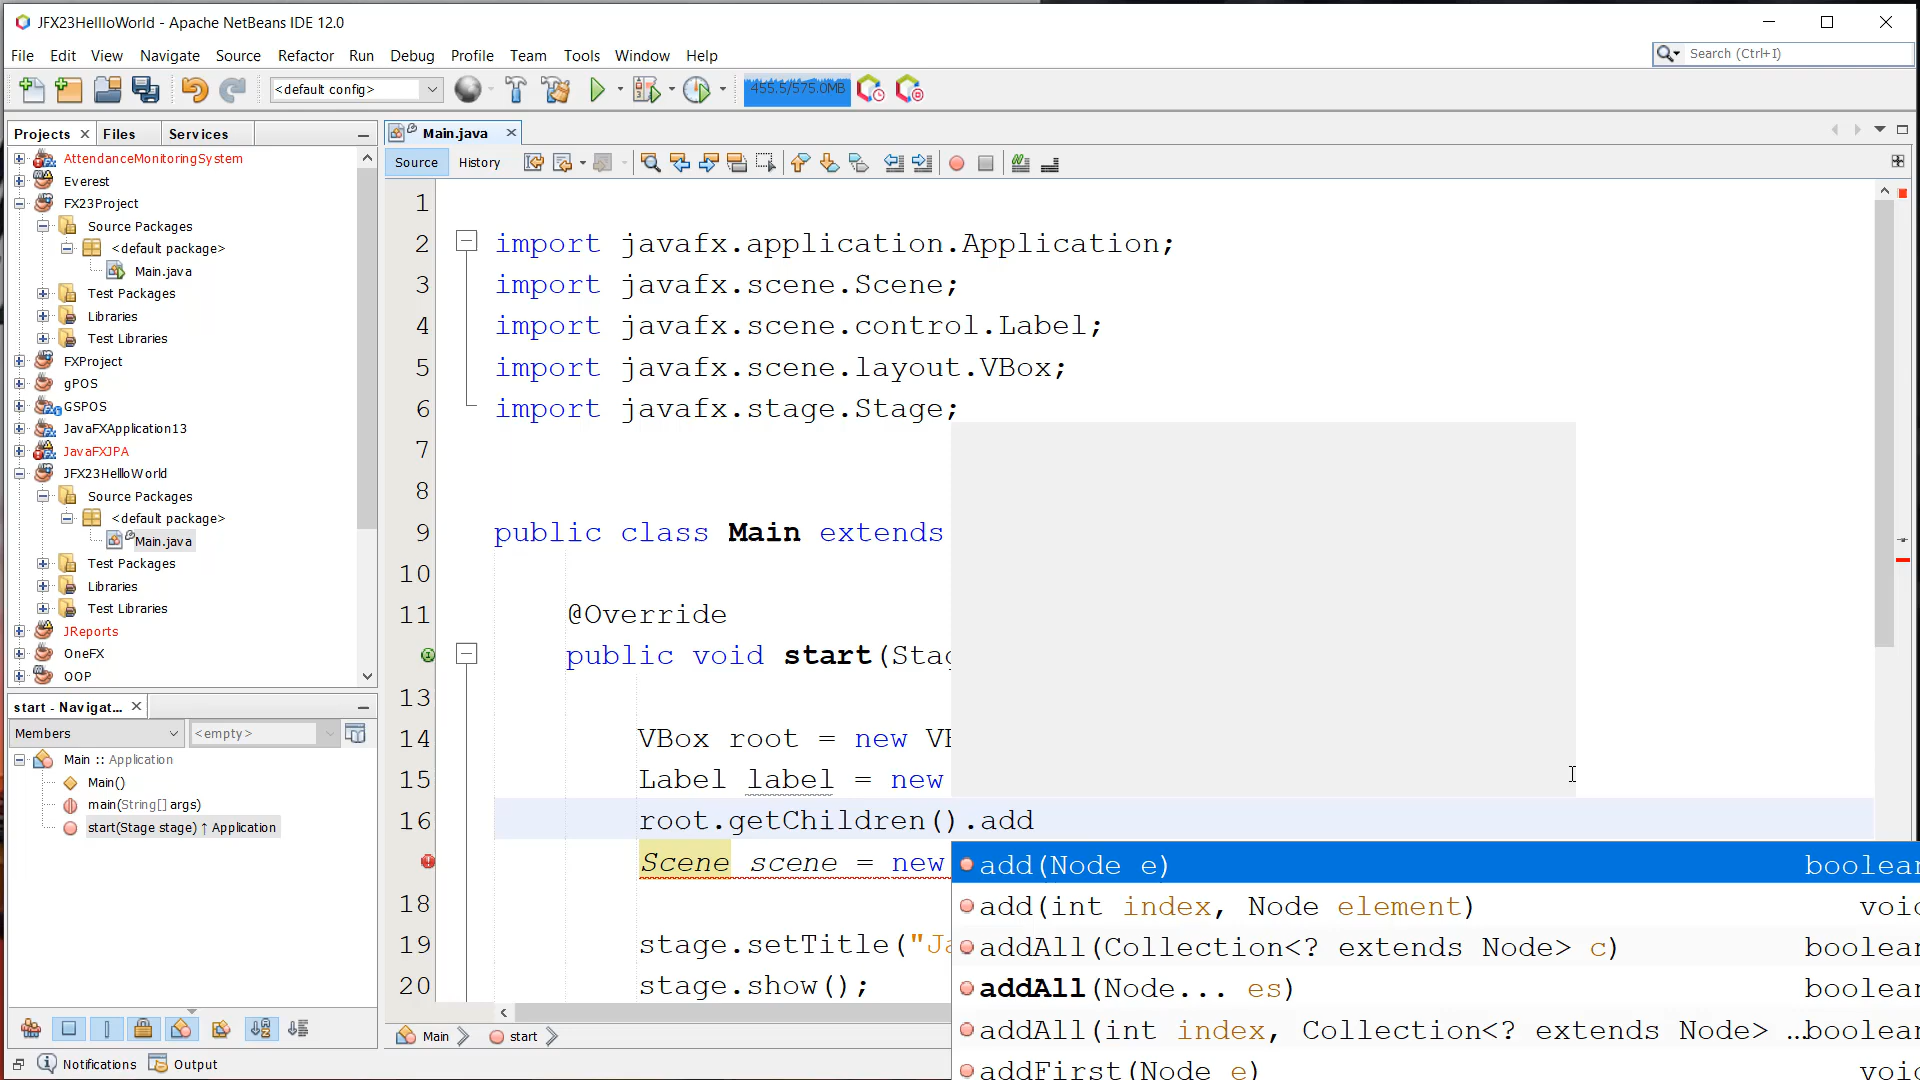 JFX23HellloWorld - Apache NetBeans IDE 12.0
File Edit View Navigate Source Refactor Run Debug Profile Team Tools Window Help
Search (Ctrl+I)
<default config>
455.5/575.0MB
Projects Files Services
Main.java
AttendanceMonitoringSystem
Everest
FX23Project
Source Packages
<default package>
Main.java
Test Packages
Libraries
Test Libraries
FXProject
gPOS
GSPOS
JavaFXApplication13
JavaFXJPA
JFX23HellloWorld
Source Packages
<default package>
Main.java
Test Packages
Libraries
Test Libraries
JReports
OneFX
OOP
start - Navigat...
Members <empty>
Main :: Application
Main()
main(String[] args)
start(Stage stage) ↑ Application
Source History
1
2 import javafx.application.Application;
3 import javafx.scene.Scene;
4 import javafx.scene.control.Label;
5 import javafx.scene.layout.VBox;
6 import javafx.stage.Stage;
7
8
9 public class Main extends
10
11 @Override
public void start(Stag
13
14 VBox root = new VB
15 Label label = new
16 root.getChildren().add
Scene scene = new
18
19 stage.setTitle("Ja
20 stage.show();
add(Node e) boolean
add(int index, Node element) void
addAll(Collection<? extends Node> c) boolean
addAll(Node... es) boolean
addAll(int index, Collection<? extends Node> ...boolean
addFirst(Node e) void
Main start
Notifications Output